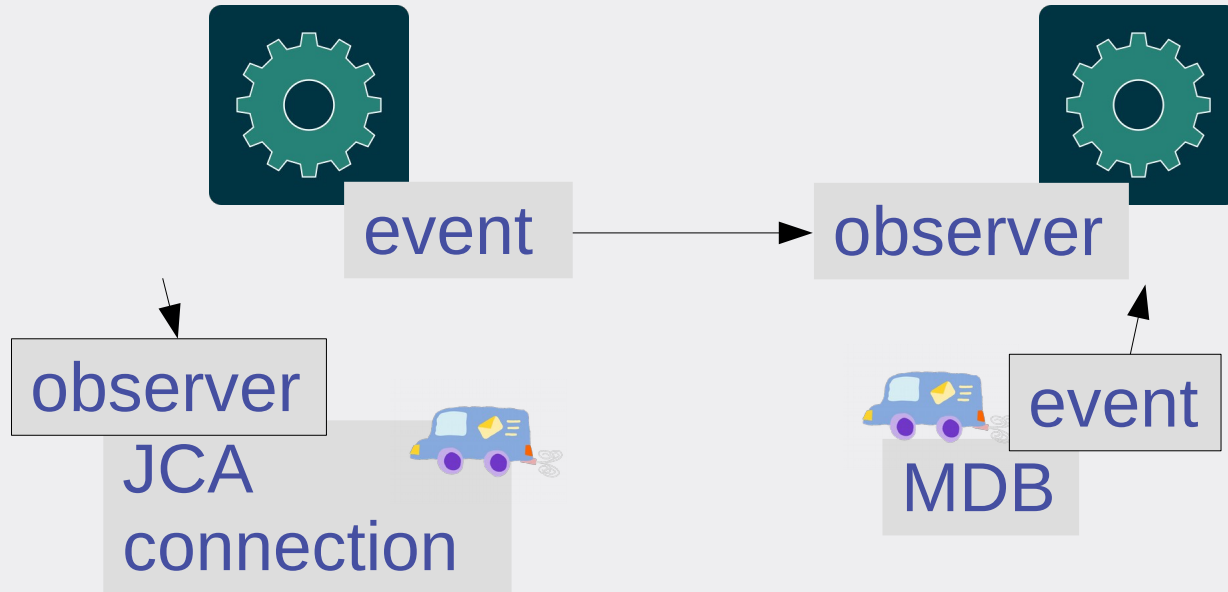 event
observer
observer
JCA
connection
event
MDB